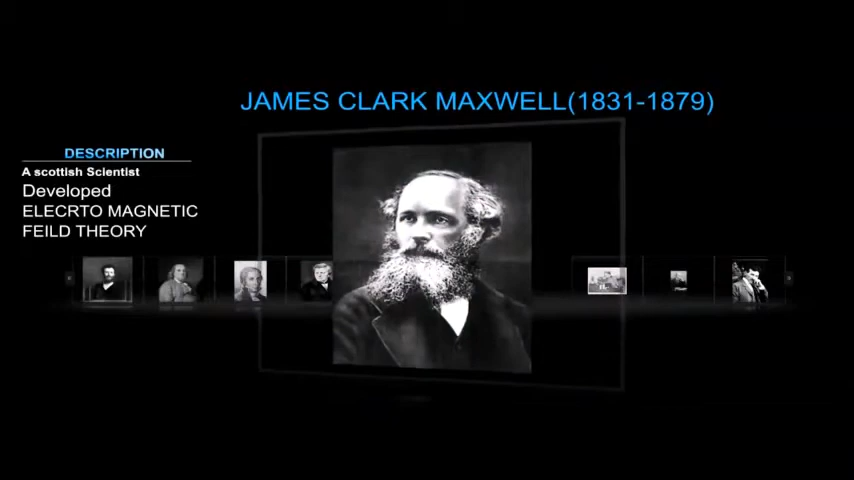 JAMES CLARK MAXWELL(1831-1879)
DESCRIPTION
A scottish Scientist
Developed
ELECRTO MAGNETIC
FEILD THEORY